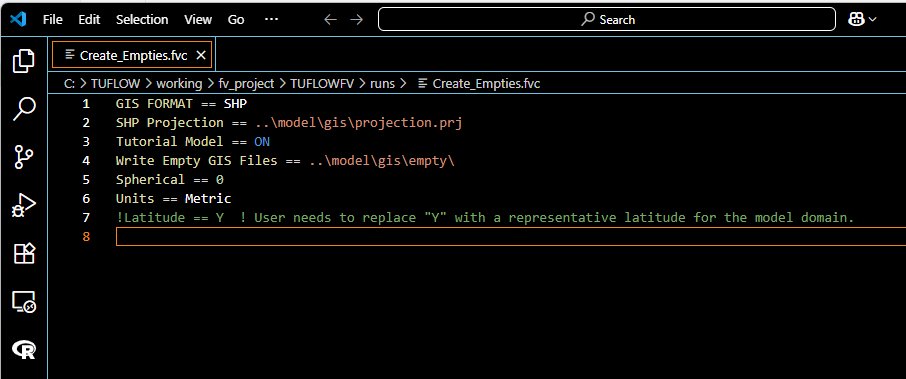 File Edit Selection View Go ··· Search
Create_Empties.fvc
C: > TUFLOW > working > fv_project > TUFLOWFV > runs > Create_Empties.fvc
1 GIS FORMAT == SHP
2 SHP Projection == ..\model\gis\projection.prj
3 Tutorial Model == ON
4 Write Empty GIS Files == ..\model\gis\empty\
5 Spherical == 0
6 Units == Metric
7 !Latitude == Y  ! User needs to replace "Y" with a representative latitude for the model domain.
8
R